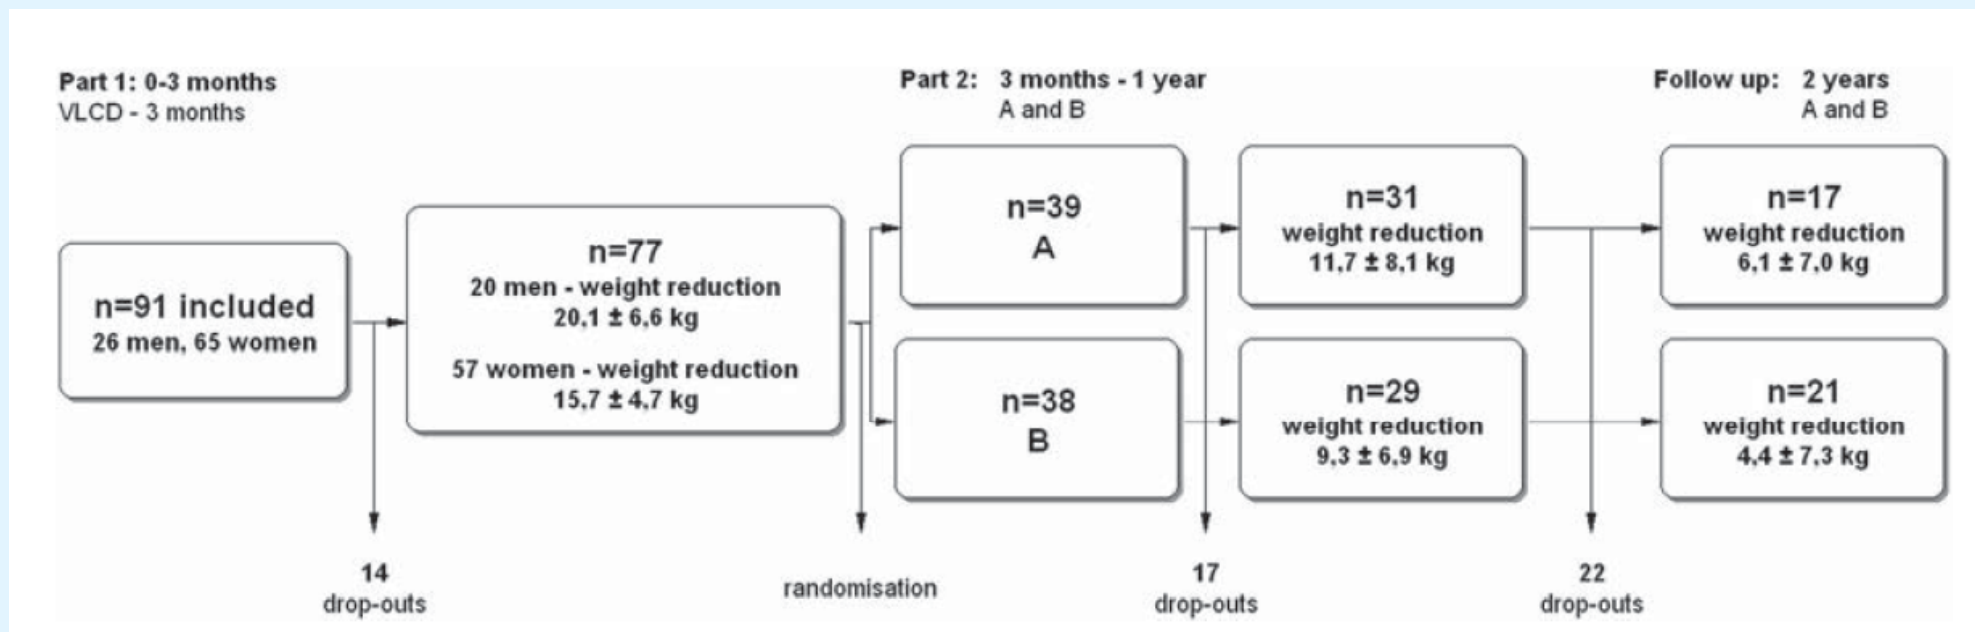 Part 1: 0-3 months
VLCD - 3 months
Part 2: 3 months - 1 year
A and B
Follow up: 2 years
A and B
n=91 included
26 men, 65 women
n=77
20 men - weight reduction
20,1 ± 6,6 kg
57 women - weight reduction
15,7 ± 4,7 kg
n=39
A
n=38
B
n=31
weight reduction
11,7 ± 8,1 kg
n=29
weight reduction
9,3 ± 6,9 kg
n=17
weight reduction
6,1 ± 7,0 kg
n=21
weight reduction
4,4 ± 7,3 kg
14
drop-outs
randomisation
17
drop-outs
22
drop-outs